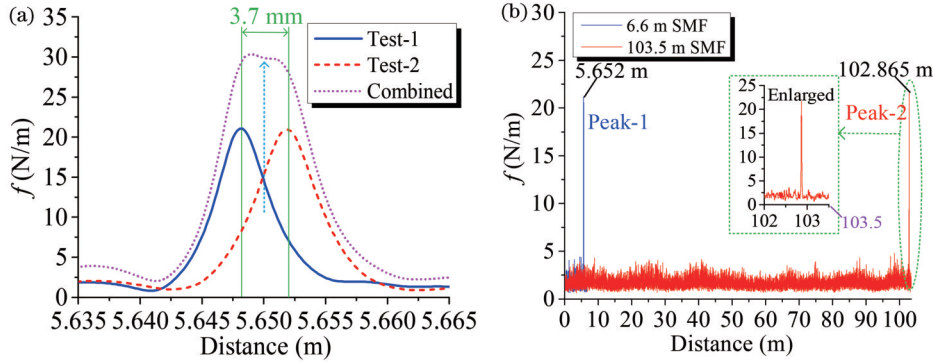 (a)
3.7 mm
Test-1
Test-2
Combined
f (N/m)
35
30
25
20
15
10
5
0
5.635 5.640 5.645 5.650 5.655 5.660 5.665
Distance (m)
(b)
6.6 m SMF
103.5 m SMF
5.652 m
102.865 m
Peak-1
Enlarged
Peak-2
25
20
15
10
5
0
102 103
103.5
f (N/m)
30
25
20
15
10
5
0
0 10 20 30 40 50 60 70 80 90 100
Distance (m)